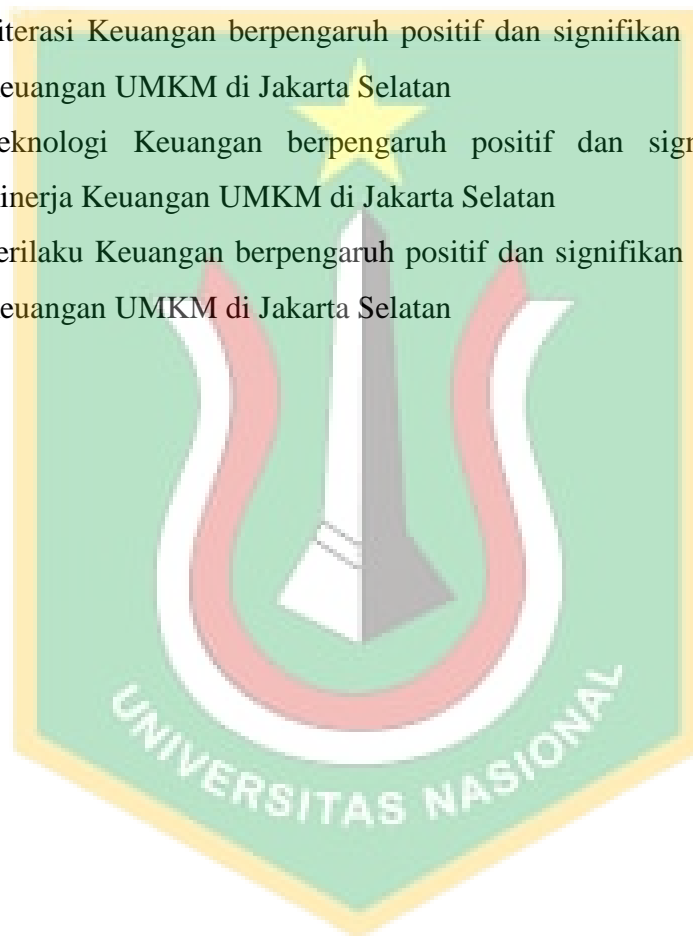 iterasi Keuangan berpengaruh positif dan signifikan
euangan UMKM di Jakarta Selatan
eknologi Keuangan berpengaruh positif dan sign
inerja Keuangan UMKM di Jakarta Selatan
erilaku Keuangan berpengaruh positif dan signifikan
euangan UMKM di Jakarta Selatan
UNIVERSITAS NASIONAL